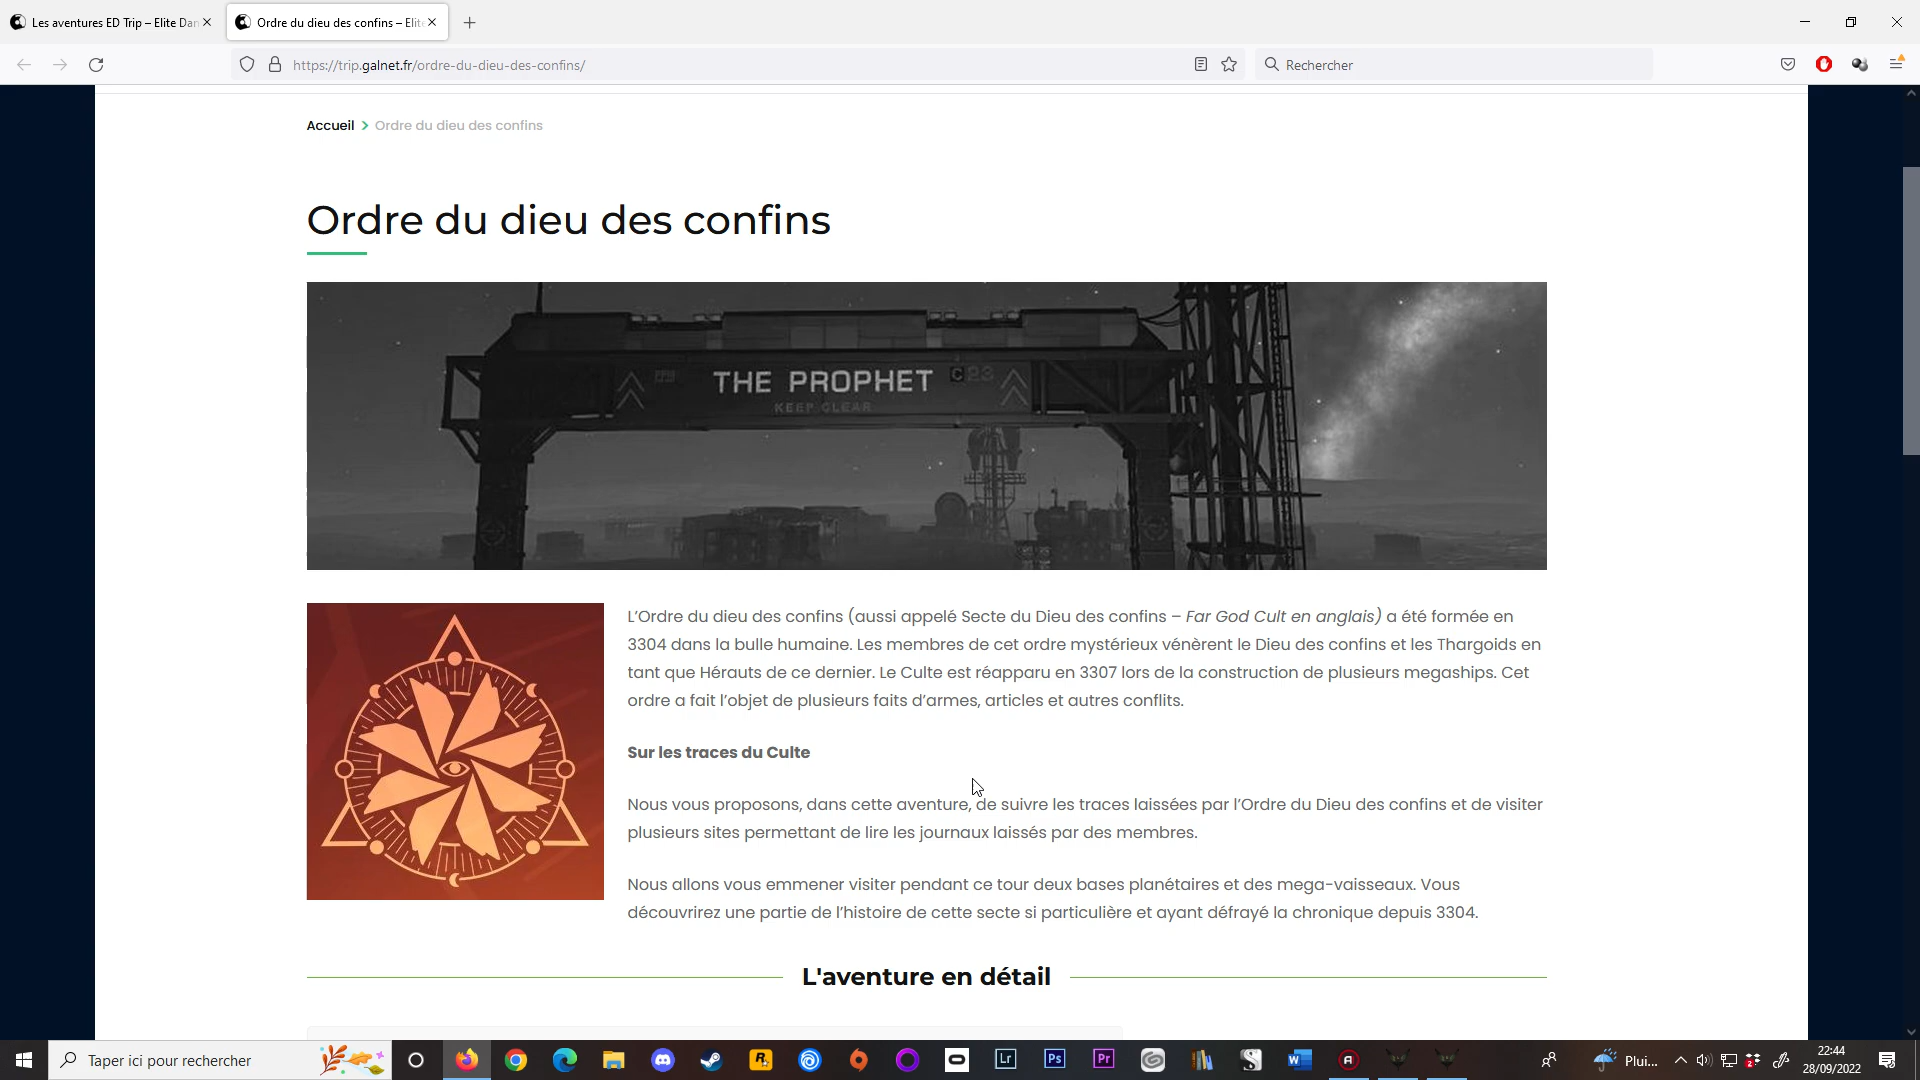 Les aventures ED Trip – Elite Dan
Ordre du dieu des confins – Elite
https://trip.galnet.fr/ordre-du-dieu-des-confins/
Rechercher
Accueil > Ordre du dieu des confins
Ordre du dieu des confins
THE PROPHET C23
KEEP CLEAR
L’Ordre du dieu des confins (aussi appelé Secte du Dieu des confins – Far God Cult en anglais) a été formée en
3304 dans la bulle humaine. Les membres de cet ordre mystérieux vénèrent le Dieu des confins et les Thargoids en
tant que Hérauts de ce dernier. Le Culte est réapparu en 3307 lors de la construction de plusieurs megaships. Cet
ordre a fait l’objet de plusieurs faits d’armes, articles et autres conflits.
Sur les traces du Culte
Nous vous proposons, dans cette aventure, de suivre les traces laissées par l’Ordre du Dieu des confins et de visiter
plusieurs sites permettant de lire les journaux laissés par des membres.
Nous allons vous emmener visiter pendant ce tour deux bases planétaires et des mega-vaisseaux. Vous
découvrirez une partie de l’histoire de cette secte si particulière et ayant défrayé la chronique depuis 3304.
L'aventure en détail
Taper ici pour rechercher
R
Lr
Ps
Pr
S
W
Plui...
2
22:44
28/09/2022